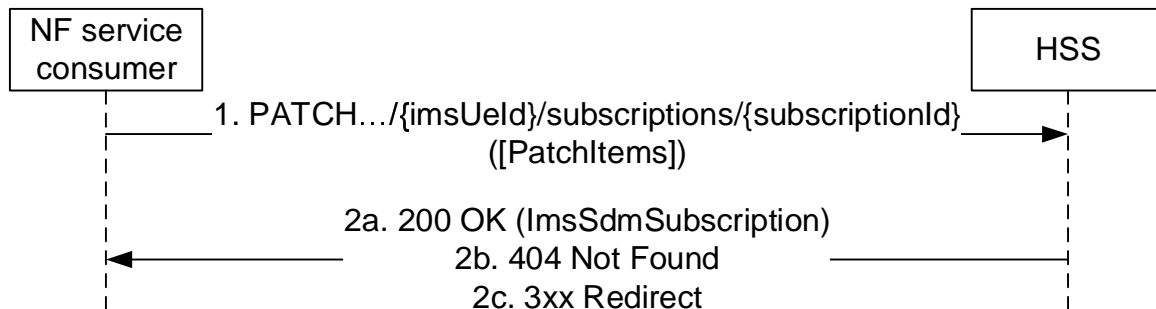 NF service
consumer
HSS
1. PATCH…/{imsUeId}/subscriptions/{subscriptionId}
([PatchItems])
2a. 200 OK (ImsSdmSubscription)
2b. 404 Not Found
2c. 3xx Redirect